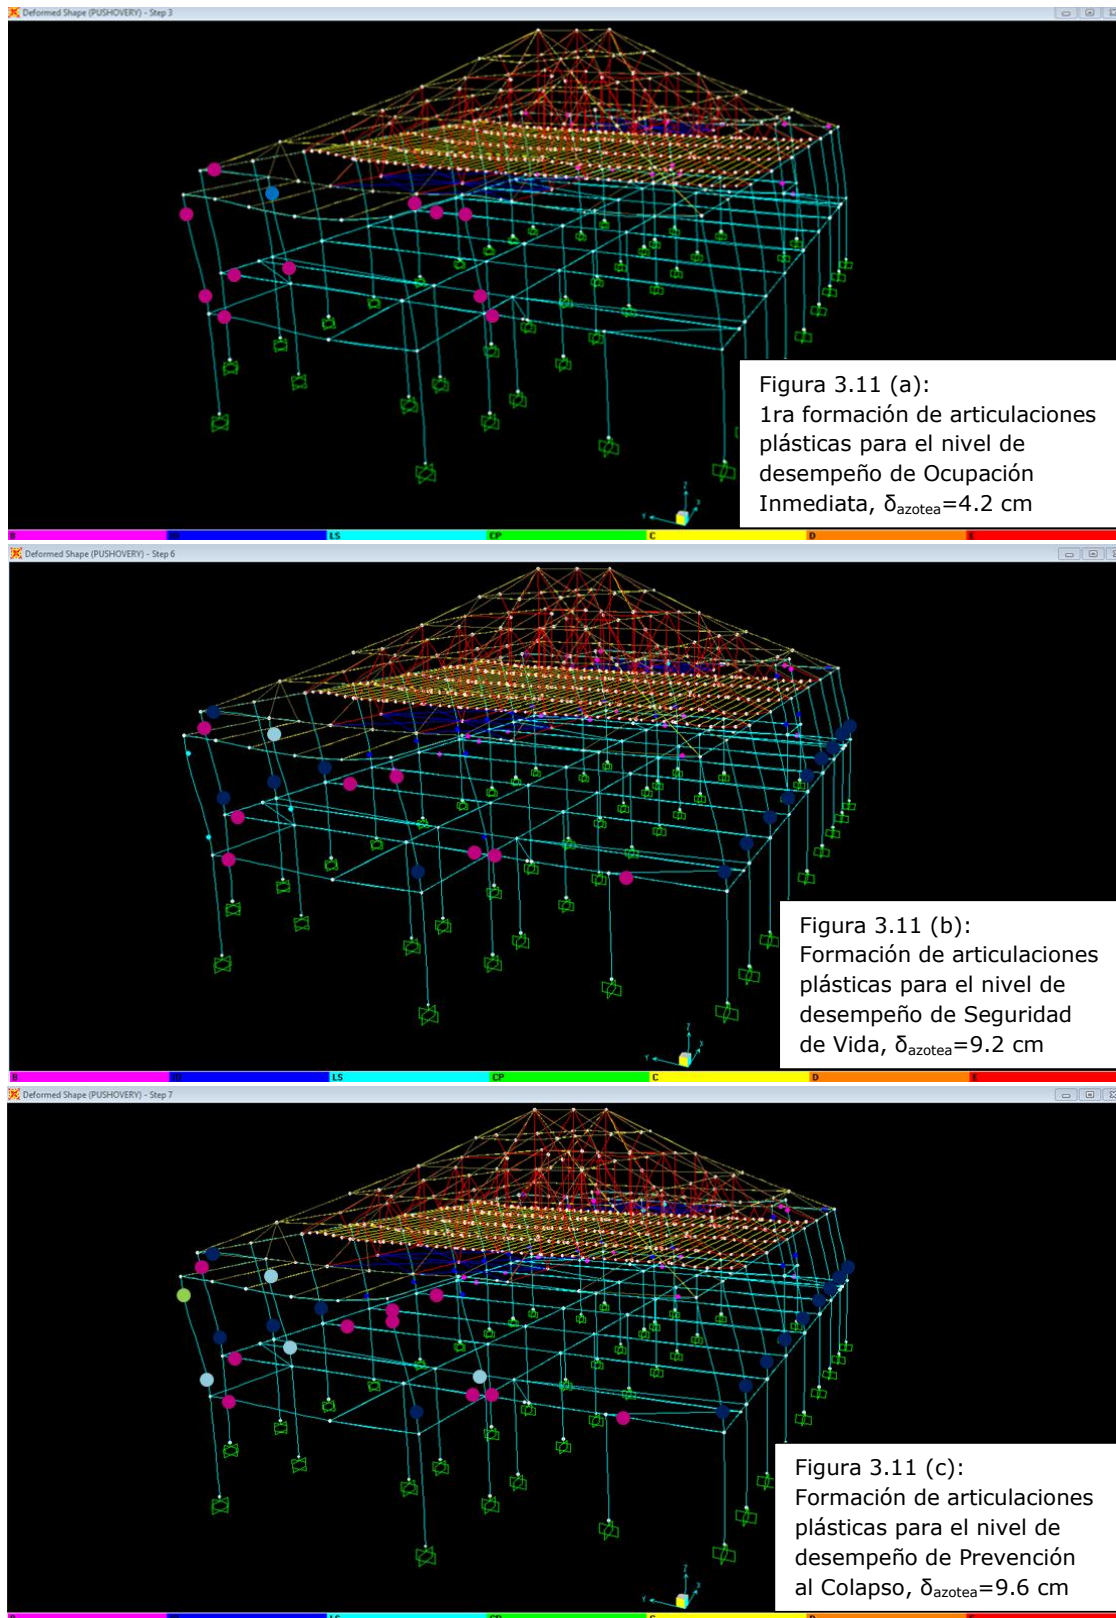 Deformed Shape (PUSHOVERY) - Step 3
Figura 3.11 (a):
1ra formación de articulaciones
plásticas para el nivel de
desempeño de Ocupación
Inmediata, δazotea=4.2 cm
B IO LS CP C D E
Deformed Shape (PUSHOVERY) - Step 6
Figura 3.11 (b):
Formación de articulaciones
plásticas para el nivel de
desempeño de Seguridad
de Vida, δazotea=9.2 cm
B IO LS CP C D E
Deformed Shape (PUSHOVERY) - Step 7
Figura 3.11 (c):
Formación de articulaciones
plásticas para el nivel de
desempeño de Prevención
al Colapso, δazotea=9.6 cm